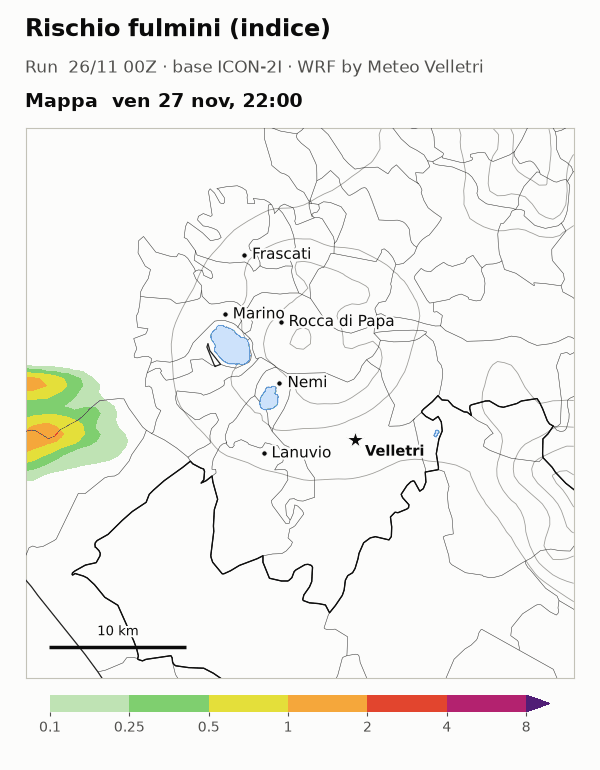 Rischio fulmini (indice)
Run  26/11 00Z · base ICON-2I · WRF by Meteo Velletri
Mappa  ven 27 nov, 22:00
Frascati
Marino
Rocca di Papa
Nemi
Velletri
Lanuvio
10 km
0.1 0.25 0.5 1 2 4 8